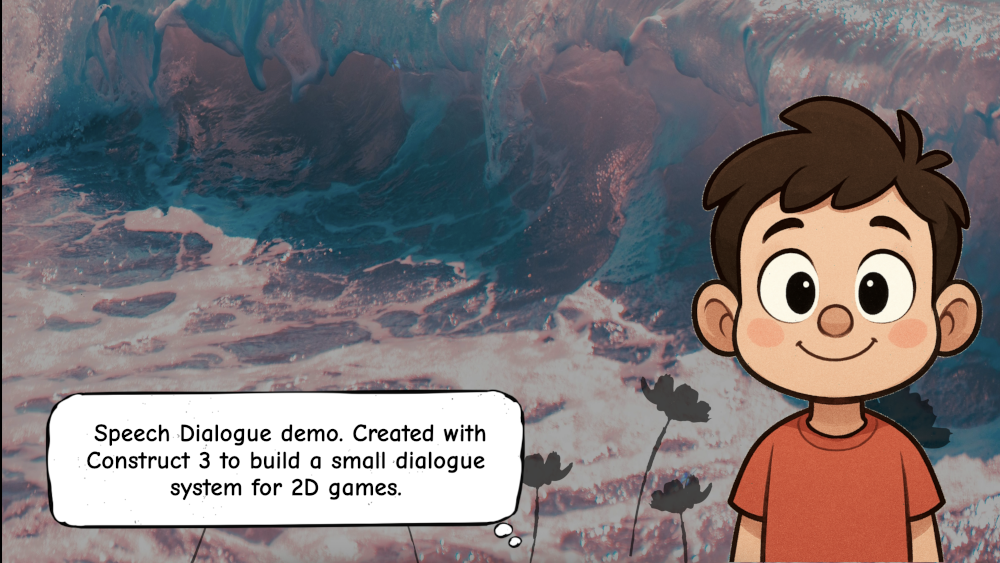 Speech Dialogue demo. Created with
Construct 3 to build a small dialogue
system for 2D games.